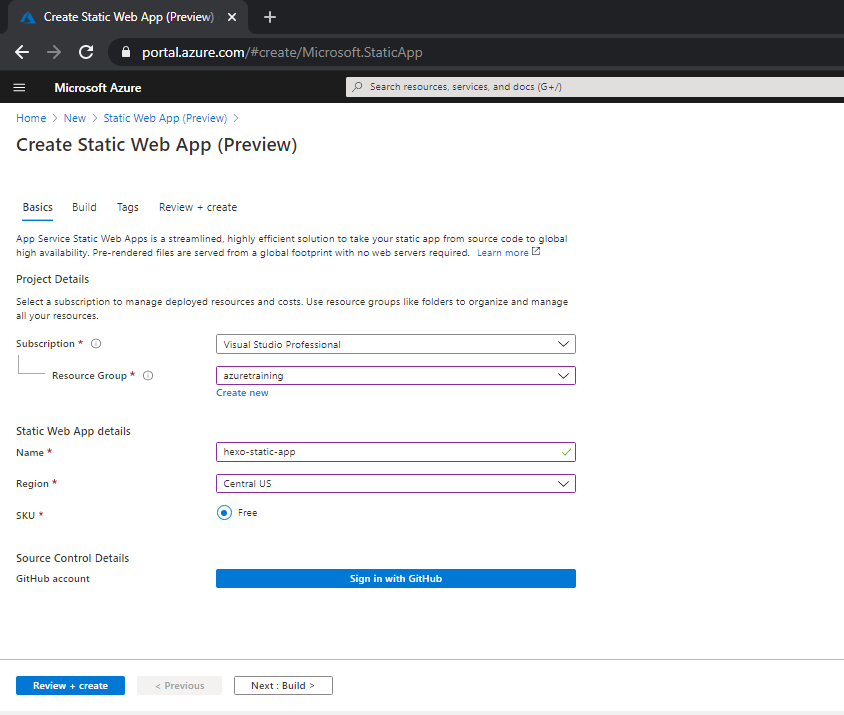 Create Static Web App (Preview)
portal.azure.com/#create/Microsoft.StaticApp
Microsoft Azure
Search resources, services, and docs (G+/)
Home > New > Static Web App (Preview) >
Create Static Web App (Preview)
Basics Build Tags Review + create
App Service Static Web Apps is a streamlined, highly efficient solution to take your static app from source code to global
high availability. Pre-rendered files are served from a global footprint with no web servers required. Learn more
Project Details
Select a subscription to manage deployed resources and costs. Use resource groups like folders to organize and manage
all your resources.
Subscription *
Visual Studio Professional
Resource Group *
azuretraining
Create new
Static Web App details
Name *
hexo-static-app
Region *
Central US
SKU *
Free
Source Control Details
GitHub account
Sign in with GitHub
Review + create
< Previous
Next : Build >